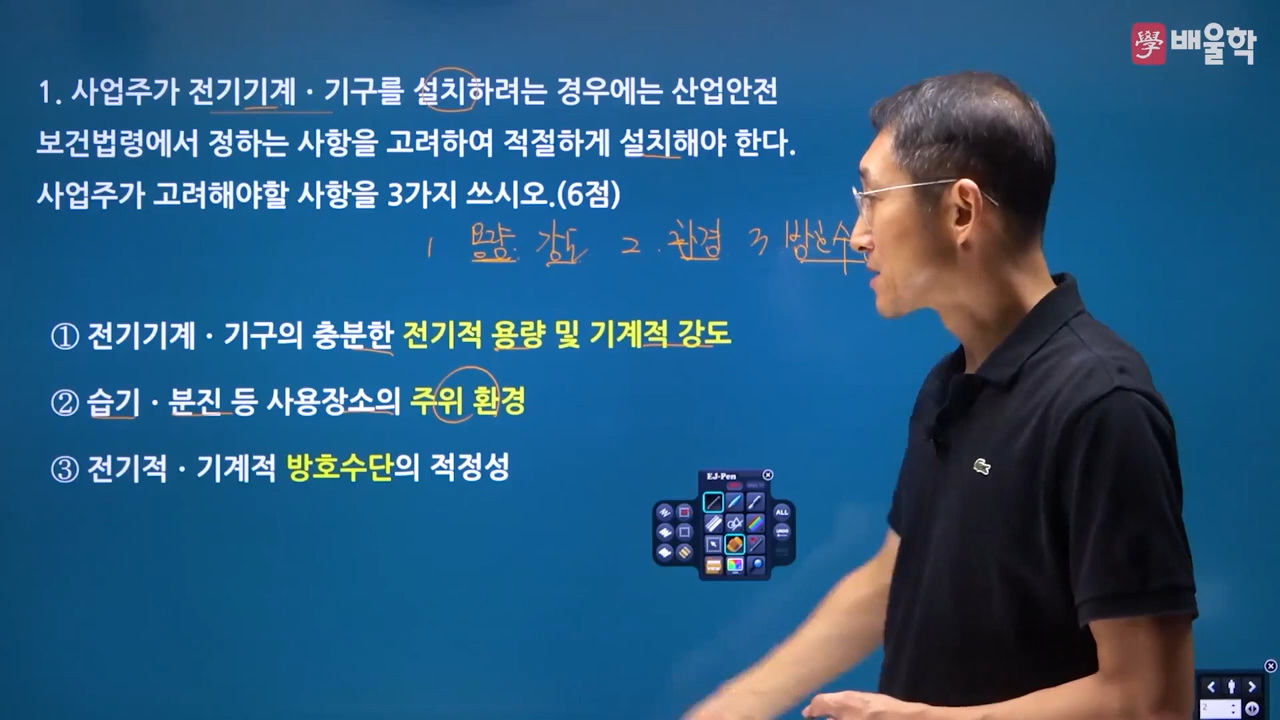 學 배울학
1. 사업주가 전기기계 · 기구를 설치하려는 경우에는 산업안전
보건법령에서 정하는 사항을 고려하여 적절하게 설치해야 한다.
사업주가 고려해야할 사항을 3가지 쓰시오.(6점)
1 용량. 강도 2. 환경 3 방호수
① 전기기계 · 기구의 충분한 전기적 용량 및 기계적 강도
② 습기 · 분진 등 사용장소의 주위 환경
③ 전기적 · 기계적 방호수단의 적정성
EJ-Pen
ALL
2